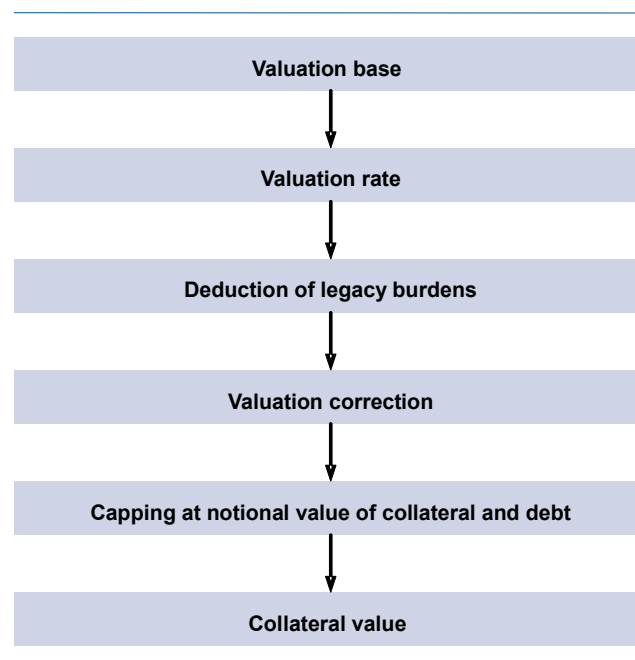 Valuation base
Valuation rate
Deduction of legacy burdens
Valuation correction
Capping at notional value of collateral and debt
Collateral value